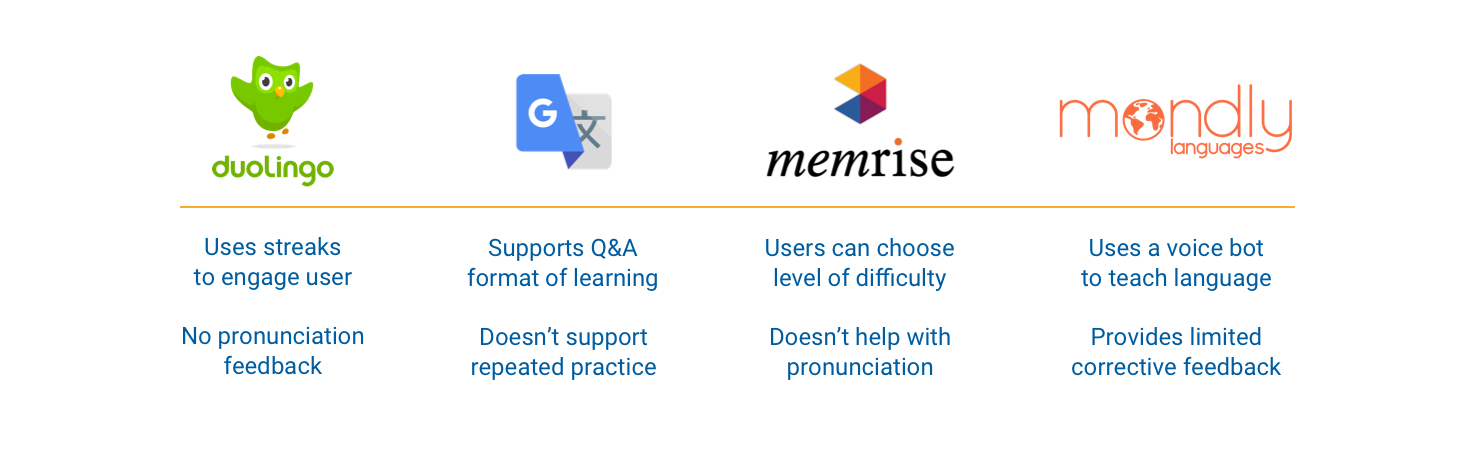 duolingo
G 文
memrise
mondly
languages
Uses streaks
to engage user
No pronunciation
feedback
Supports Q&A
format of learning
Doesn’t support
repeated practice
Users can choose
level of difficulty
Doesn’t help with
pronunciation
Uses a voice bot
to teach language
Provides limited
corrective feedback